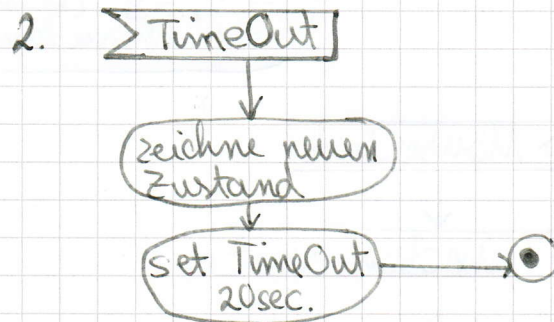 2.
TimeOut
zeichne neuen
Zustand
set TimeOut
20sec.